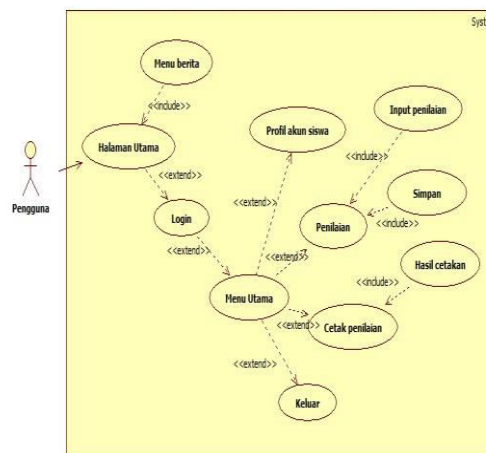 Syst
Menu berita
<<include>>
Profil akun siswa
Input penilaian
Halaman Utama
<<include>>
<<extend>>
Simpan
Pengguna
Login
<<extend>>
Penilaian
<<include>>
<<extend>>
<<extend>>
Hasil cetakan
Menu Utama
<<include>>
<<extend>>
Cetak penilaian
<<extend>>
Keluar